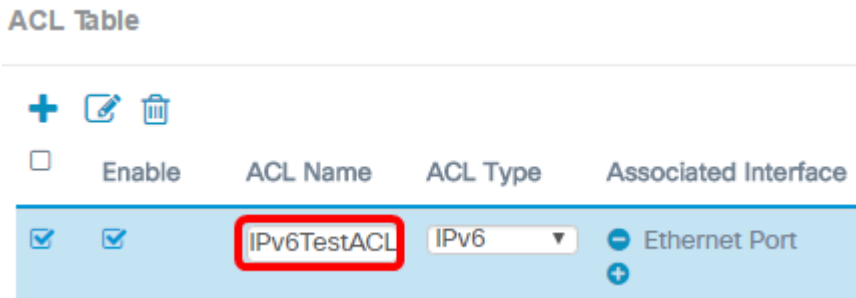 ACL Table
Enable ACL Name ACL Type Associated Interface
IPv6TestACL IPv6 Ethernet Port